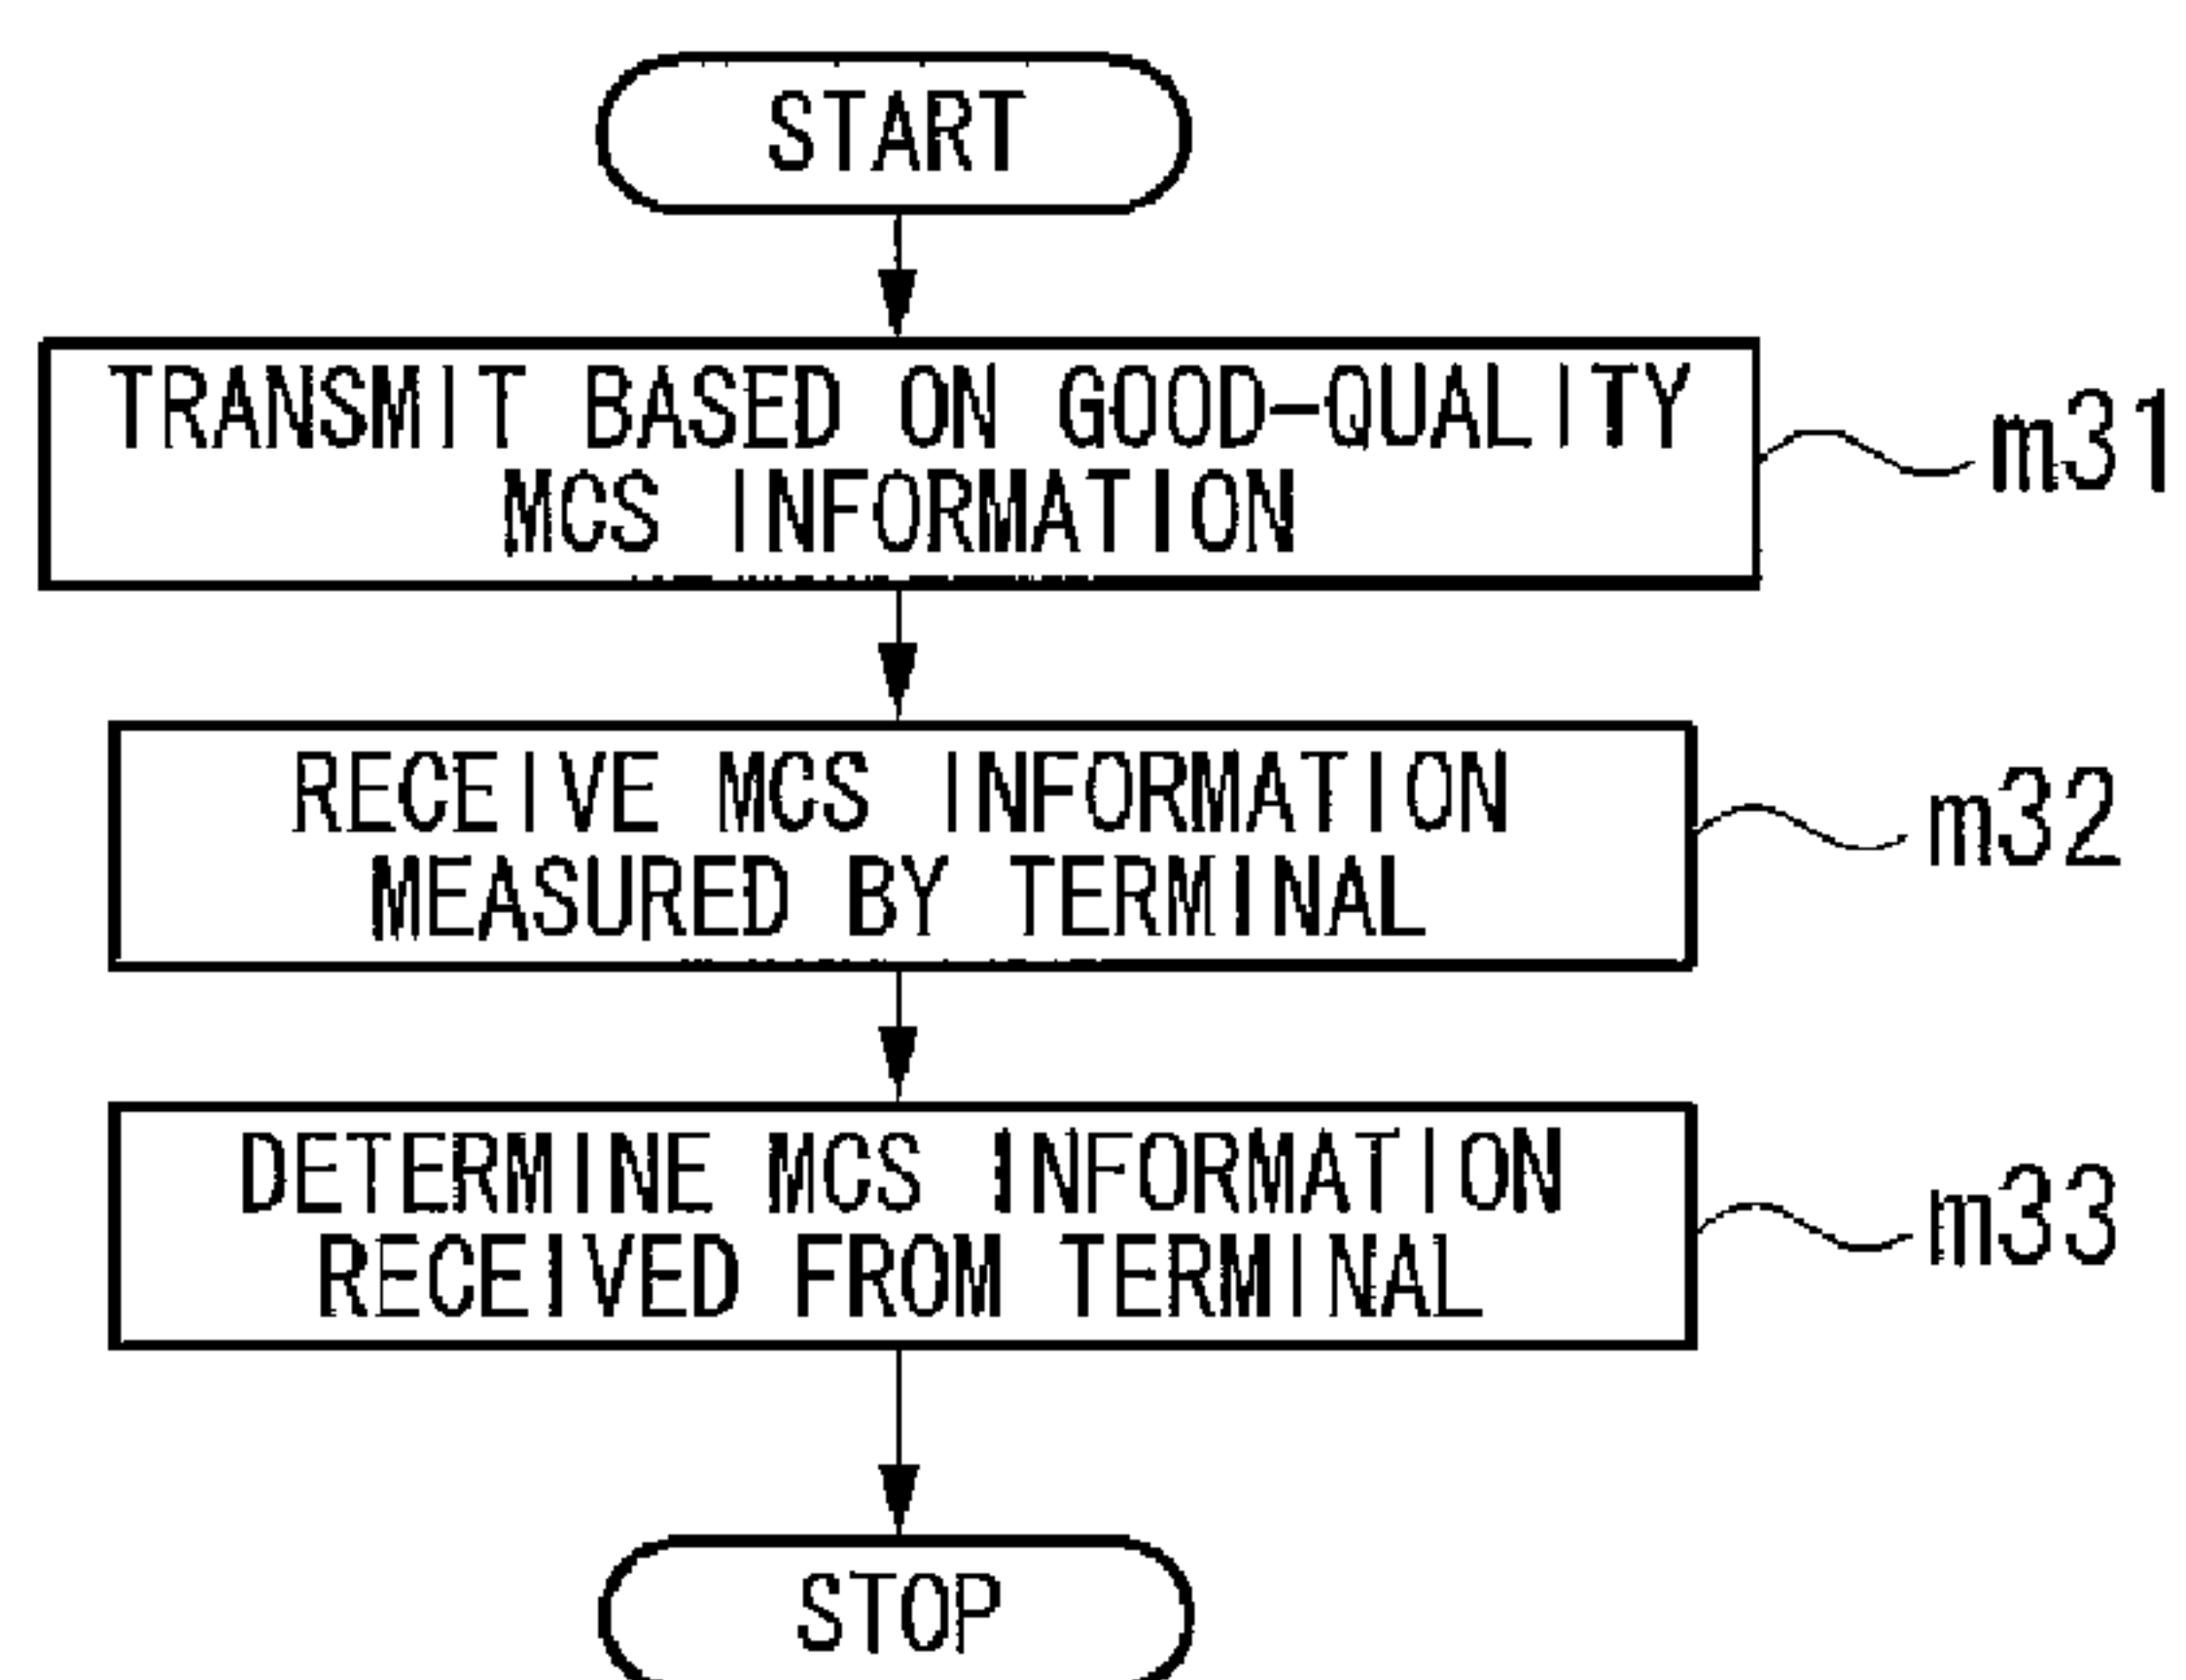 START
TRANSMIT BASED ON GOOD-QUALITY
MCS INFORMATION
m31
RECEIVE MCS INFORMATION
MEASURED BY TERMINAL
m32
DETERMINE MCS INFORMATION
RECEIVED FROM TERMINAL
m33
STOP